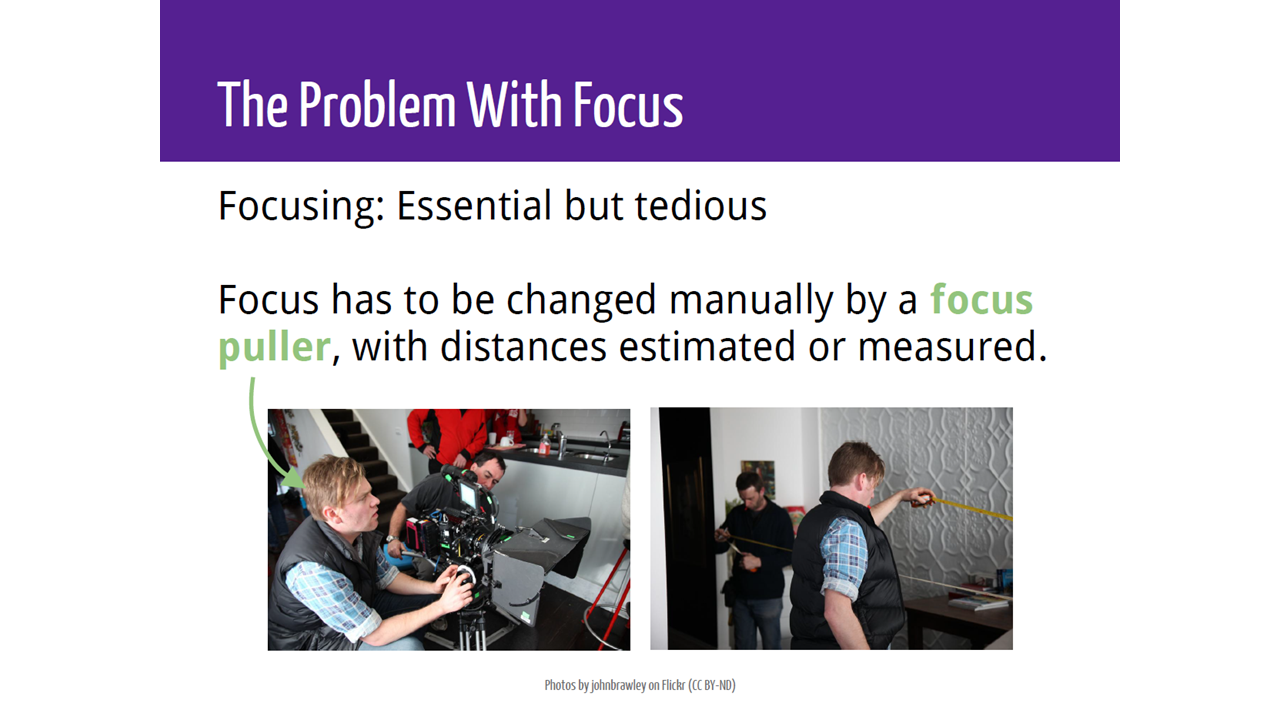 The Problem With Focus
Focusing: Essential but tedious
Focus has to be changed manually by a focus
puller, with distances estimated or measured.
Photos by johnbrawley on Flickr (CC BY-ND)